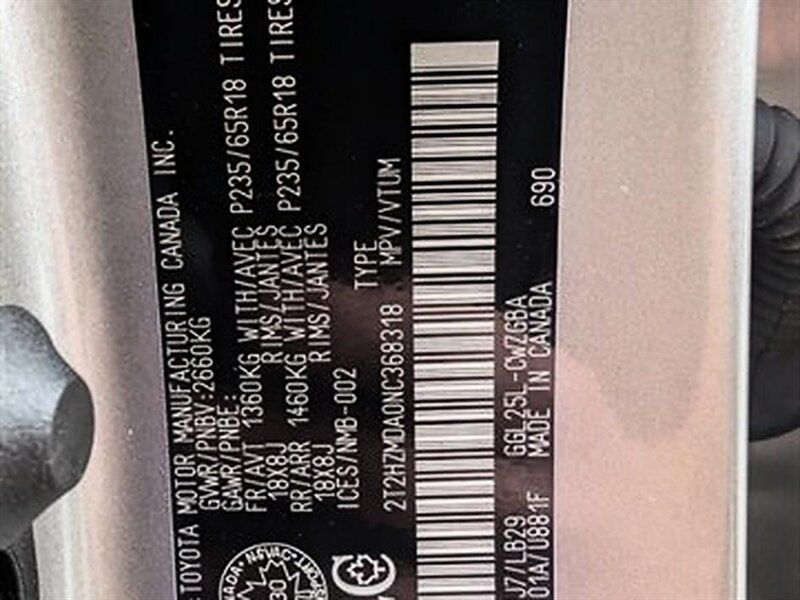 TOYOTA MOTOR MANUFACTURING CANADA INC.
GVWR/PNBV:2660KG
GAWR/PNBE:
FR/AVT 1360KG WITH/AVEC P235/65R18 TIRES
18X8J RIMS/JANTES
RR/ARR 1460KG WITH/AVEC P235/65R18 TIRES
18X8J RIMS/JANTES
ICES/NMB-002
TYPE
2T2HZMDA0NC368318 MPV/VTUM
J7/LB29 GGL25L-CWZGBA 690
01A/0881F MADE IN CANADA